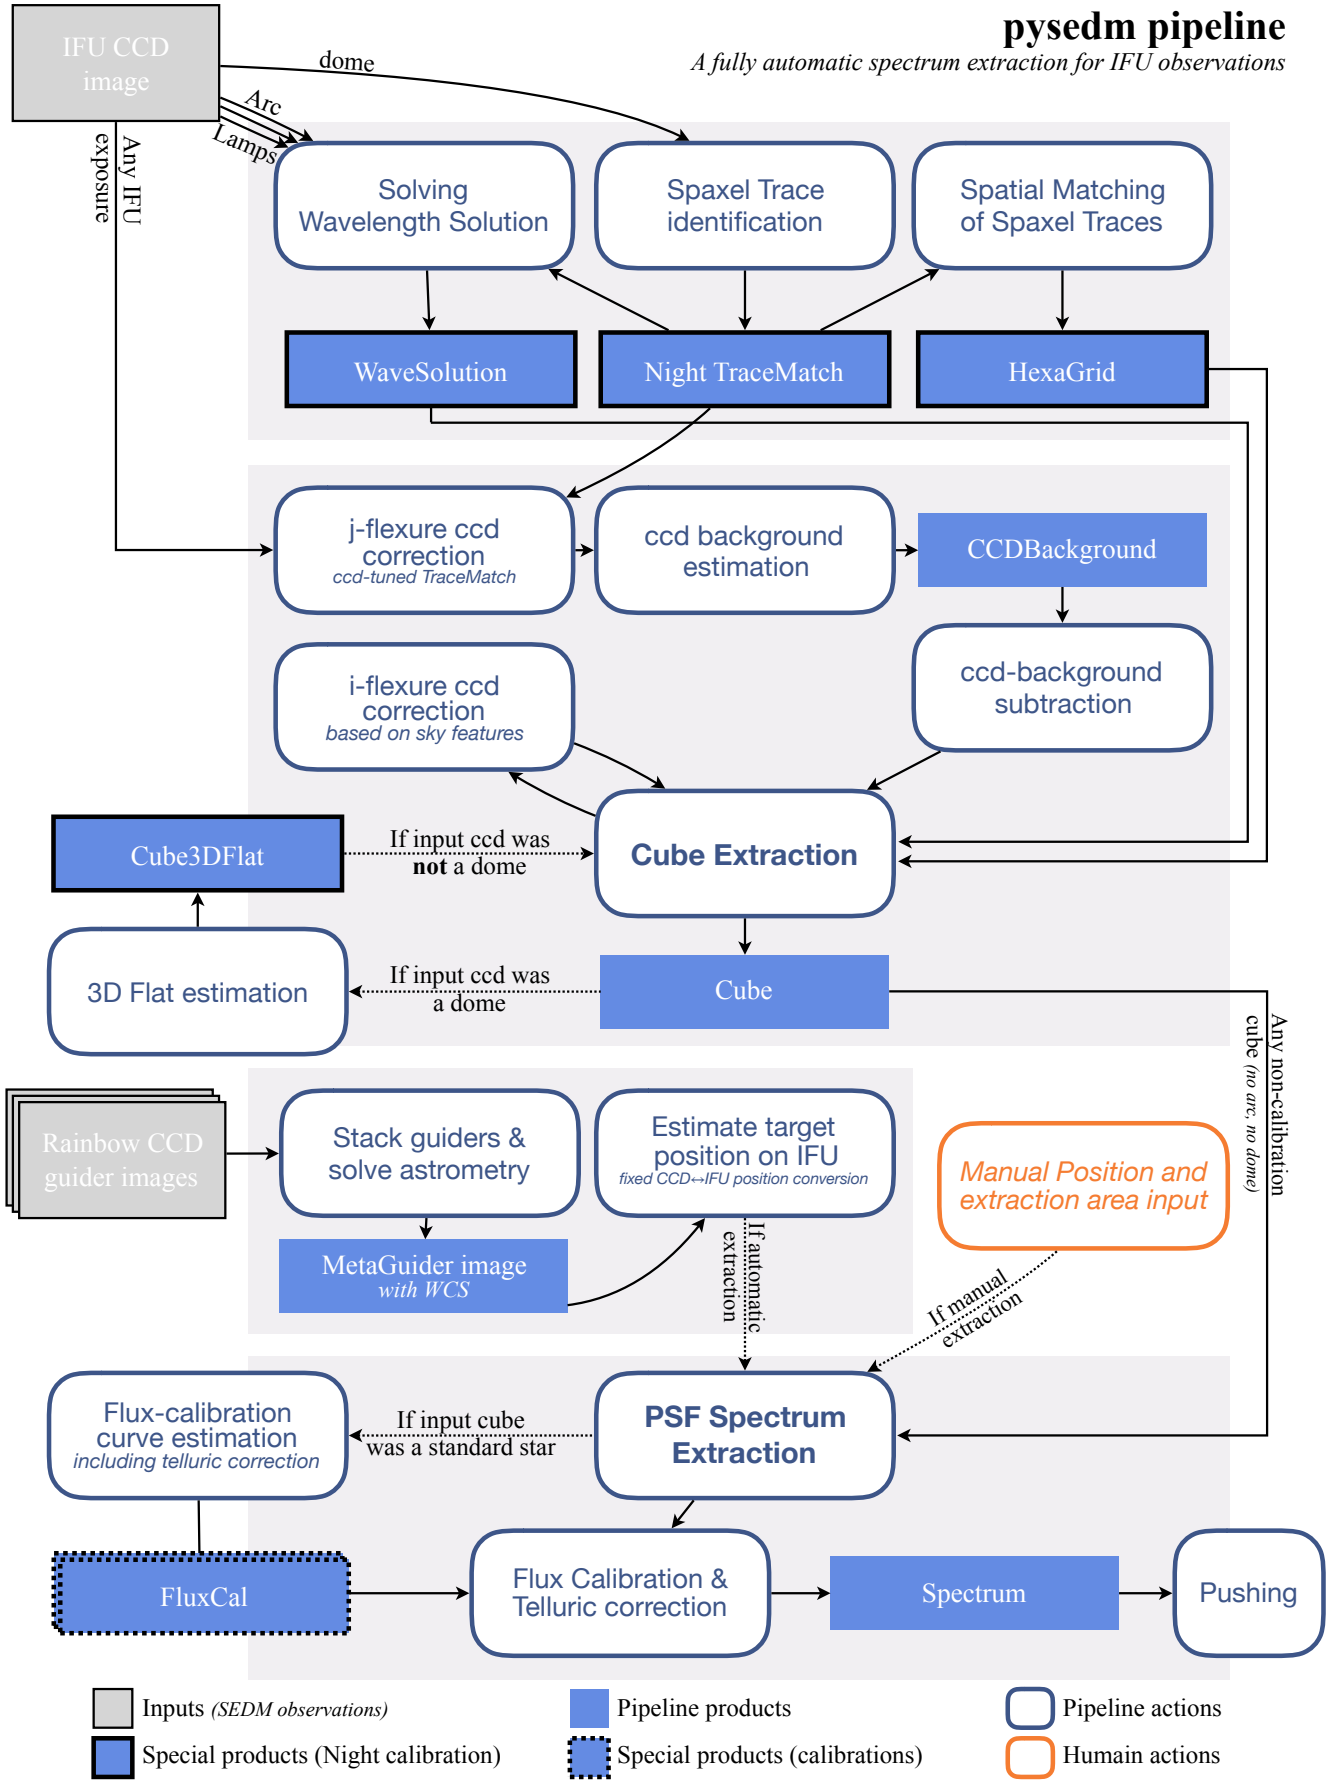 pysedm pipeline
A fully automatic spectrum extraction for IFU observations
IFU CCD
image
dome
Arc
Lamps
Any IFU
exposure
Solving
Wavelength Solution
Spaxel Trace
identification
Spatial Matching
of Spaxel Traces
WaveSolution
Night TraceMatch
HexaGrid
j-flexure ccd
correction
ccd-tuned TraceMatch
ccd background
estimation
CCDBackground
i-flexure ccd
correction
based on sky features
ccd-background
subtraction
Cube3DFlat
If input ccd was
not a dome
Cube Extraction
3D Flat estimation
If input ccd was
a dome
Cube
Any non-calibration
cube (no arc, no dome)
Rainbow CCD
guider images
Stack guiders &
solve astrometry
Estimate target
position on IFU
fixed CCD↔IFU position conversion
Manual Position and
extraction area input
MetaGuider image
with WCS
If automatic
extraction
If manual
extraction
Flux-calibration
curve estimation
including telluric correction
If input cube
was a standard star
PSF Spectrum
Extraction
FluxCal
Flux Calibration &
Telluric correction
Spectrum
Pushing
Inputs (SEDM observations)
Pipeline products
Pipeline actions
Special products (Night calibration)
Special products (calibrations)
Humain actions